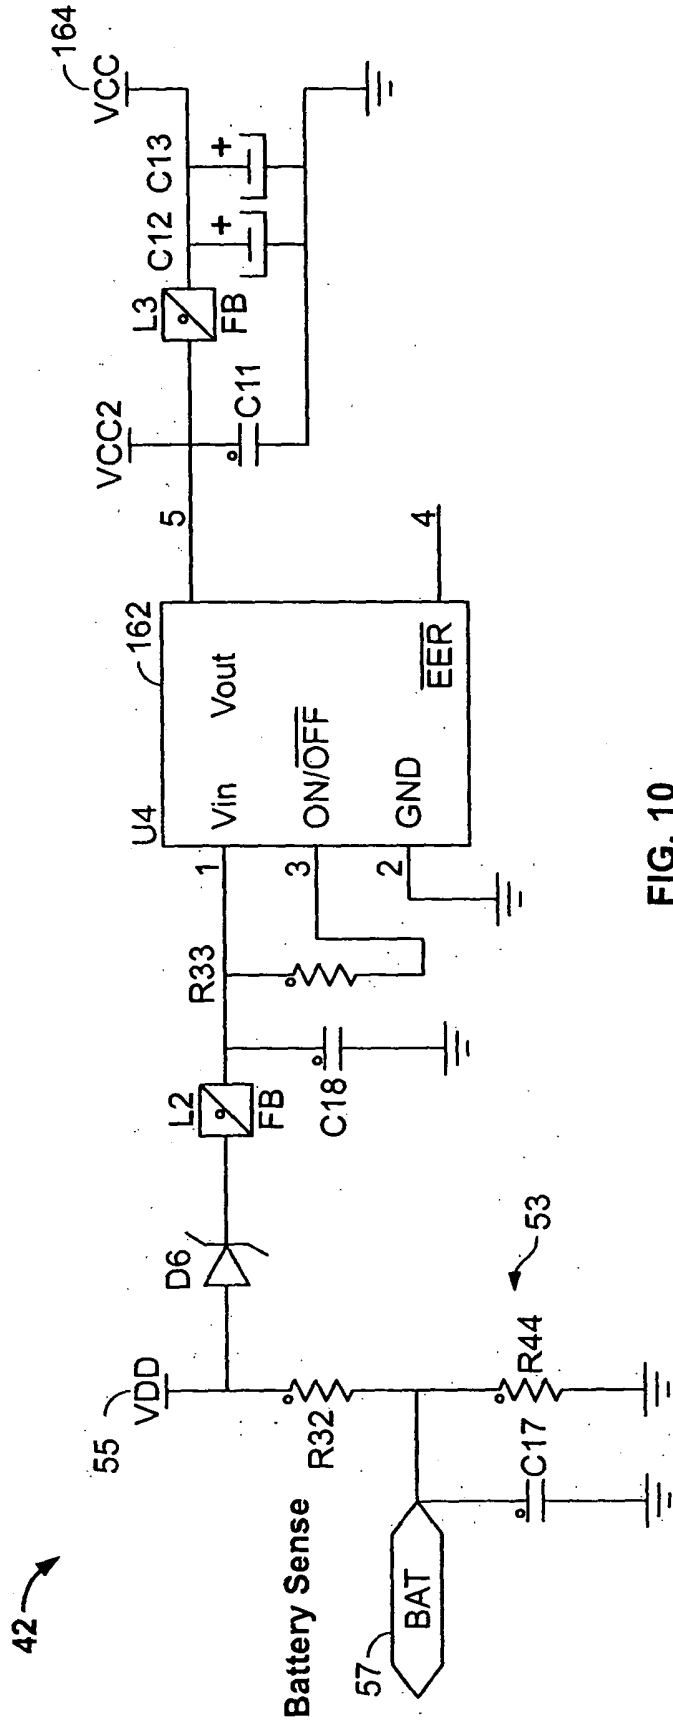 42
55
VDD
D6
L2
FB
R33
C18
R32
Battery Sense
57
BAT
C17
R44
53
U4
162
1
Vin
Vout
5
3
ON/OFF
2
GND
EER
4
VCC2
C11
L3
FB
C12
+
C13
+
VCC
164
FIG. 10